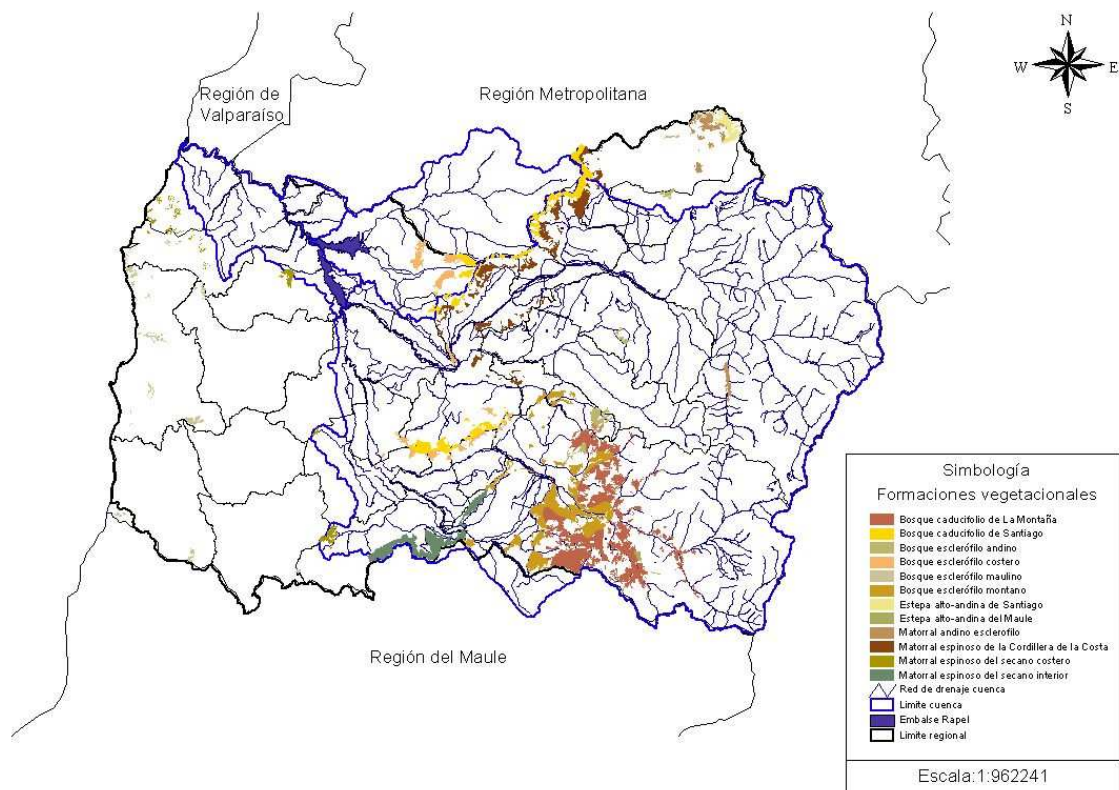 N
W E
S
Región de
Valparaíso
Región Metropolitana
Región del Maule
Simbología
Formaciones vegetacionales
Bosque caducifolio de La Montaña
Bosque caducifolio de Santiago
Bosque esclerófilo andino
Bosque esclerófilo costero
Bosque esclerófilo maulino
Bosque esclerófilo montano
Estepa alto-andina de Santiago
Estepa alto-andina del Maule
Matorral andino esclerofilo
Matorral espinoso de la Cordillera de la Costa
Matorral espinoso del secano costero
Matorral espinoso del secano interior
Red de drenaje cuenca
Limite cuenca
Embalse Rapel
Limite regional
Escala:1:962241